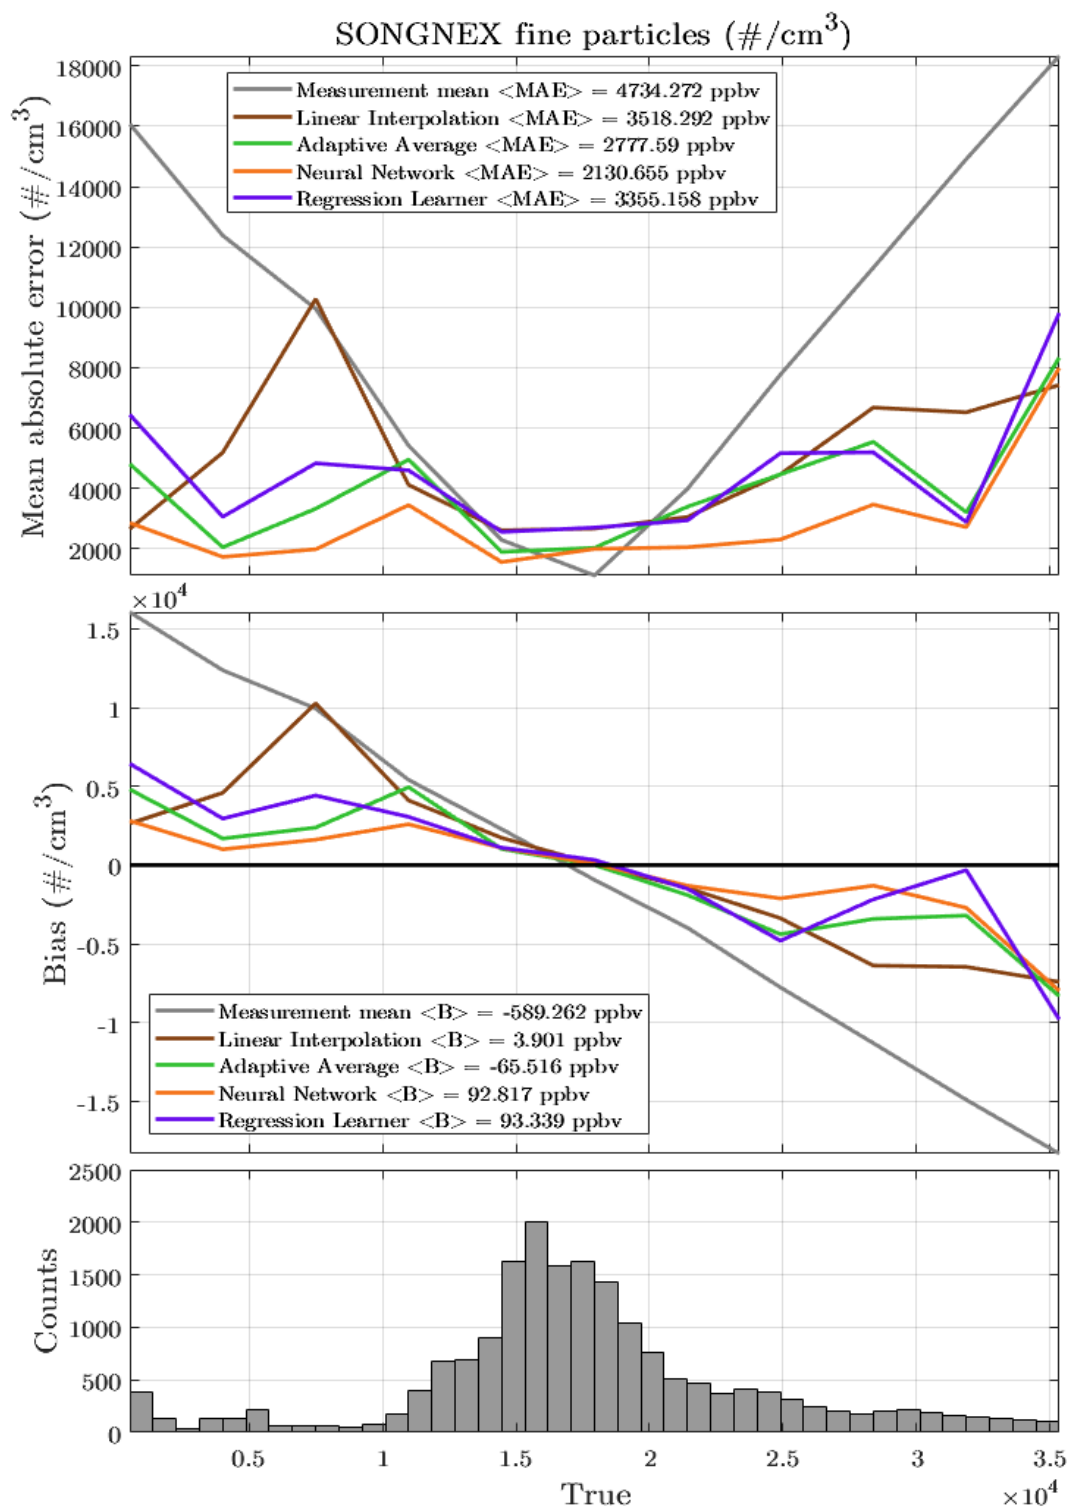 SONGNEX fine particles (#/cm³)
Mean absolute error (#/cm³)
18000
16000
14000
12000
10000
8000
6000
4000
2000
Measurement mean <MAE> = 4734.272 ppbv
Linear Interpolation <MAE> = 3518.292 ppbv
Adaptive Average <MAE> = 2777.59 ppbv
Neural Network <MAE> = 2130.655 ppbv
Regression Learner <MAE> = 3355.158 ppbv
×10⁴
Bias (#/cm³)
1.5
1
0.5
0
-0.5
-1
-1.5
Measurement mean <B> = -589.262 ppbv
Linear Interpolation <B> = 3.901 ppbv
Adaptive Average <B> = -65.516 ppbv
Neural Network <B> = 92.817 ppbv
Regression Learner <B> = 93.339 ppbv
Counts
2500
2000
1500
1000
500
0
0.5 1 1.5 2 2.5 3 3.5
True
×10⁴